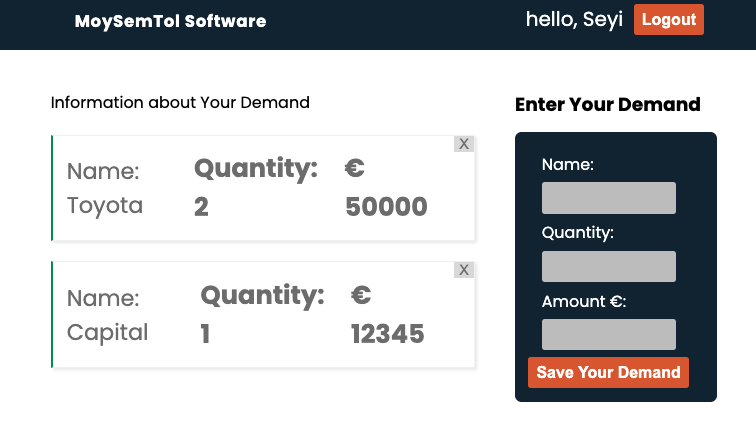 MoySemTol Software
hello, Seyi
Logout
Information about Your Demand
X
Name:
Toyota
Quantity:
2
€
50000
X
Name:
Capital
Quantity:
1
€
12345
Enter Your Demand
Name:
Quantity:
Amount €:
Save Your Demand